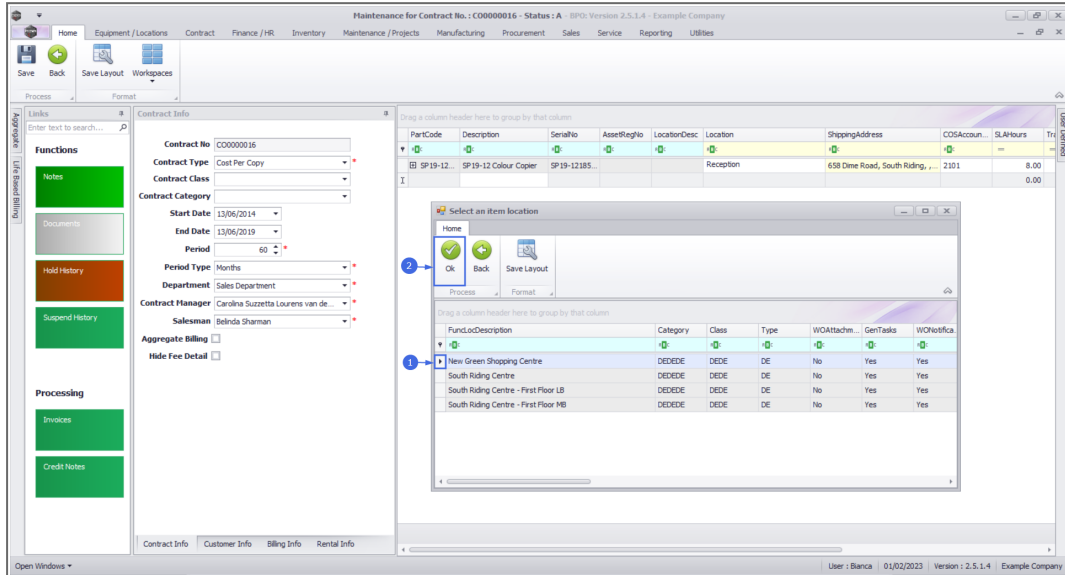 Maintenance for Contract No. : CO0000016 - Status : A - BPO: Version 2.5.1.4 - Example Company
Home Equipment / Locations Contract Finance / HR Inventory Maintenance / Projects Manufacturing Procurement Sales Service Reporting Utilities
Save Back Save Layout Workspaces
Process Format
Links
Enter text to search...
Functions
Notes
Documents
Hold History
Suspend History
Processing
Invoices
Credit Notes
Aggregate
Life Based Billing
Contract Info
Contract No CO0000016
Contract Type Cost Per Copy *
Contract Class
Contract Category
Start Date 13/06/2014
End Date 13/06/2019
Period 60 *
Period Type Months *
Department Sales Department *
Contract Manager Carolina Suzzetta Lourens van de... *
Salesman Belinda Sharman *
Aggregate Billing
Hide Fee Detail
Contract Info Customer Info Billing Info Rental Info
Drag a column header here to group by that column
PartCode Description SerialNo AssetRegNo LocationDesc Location ShippingAddress COSAccoun... SLAHours Tra
SP19-12... SP19-12 Colour Copier SP19-12185... Reception 658 Dime Road, South Riding, ,... 2101 8.00
0.00
User Defined
Select an item location
Home
Ok Back Save Layout
Process Format
2
Drag a column header here to group by that column
FuncLocDescription Category Class Type WOAttachm... GenTasks WONotifica...
1
New Green Shopping Centre DEDEDE DEDE DE No Yes Yes
South Riding Centre DEDEDE DEDE DE No Yes Yes
South Riding Centre - First Floor LB DEDEDE DEDE DE No Yes Yes
South Riding Centre - First Floor MB DEDEDE DEDE DE No Yes Yes
Open Windows User : Bianca 01/02/2023 Version : 2.5.1.4 Example Company